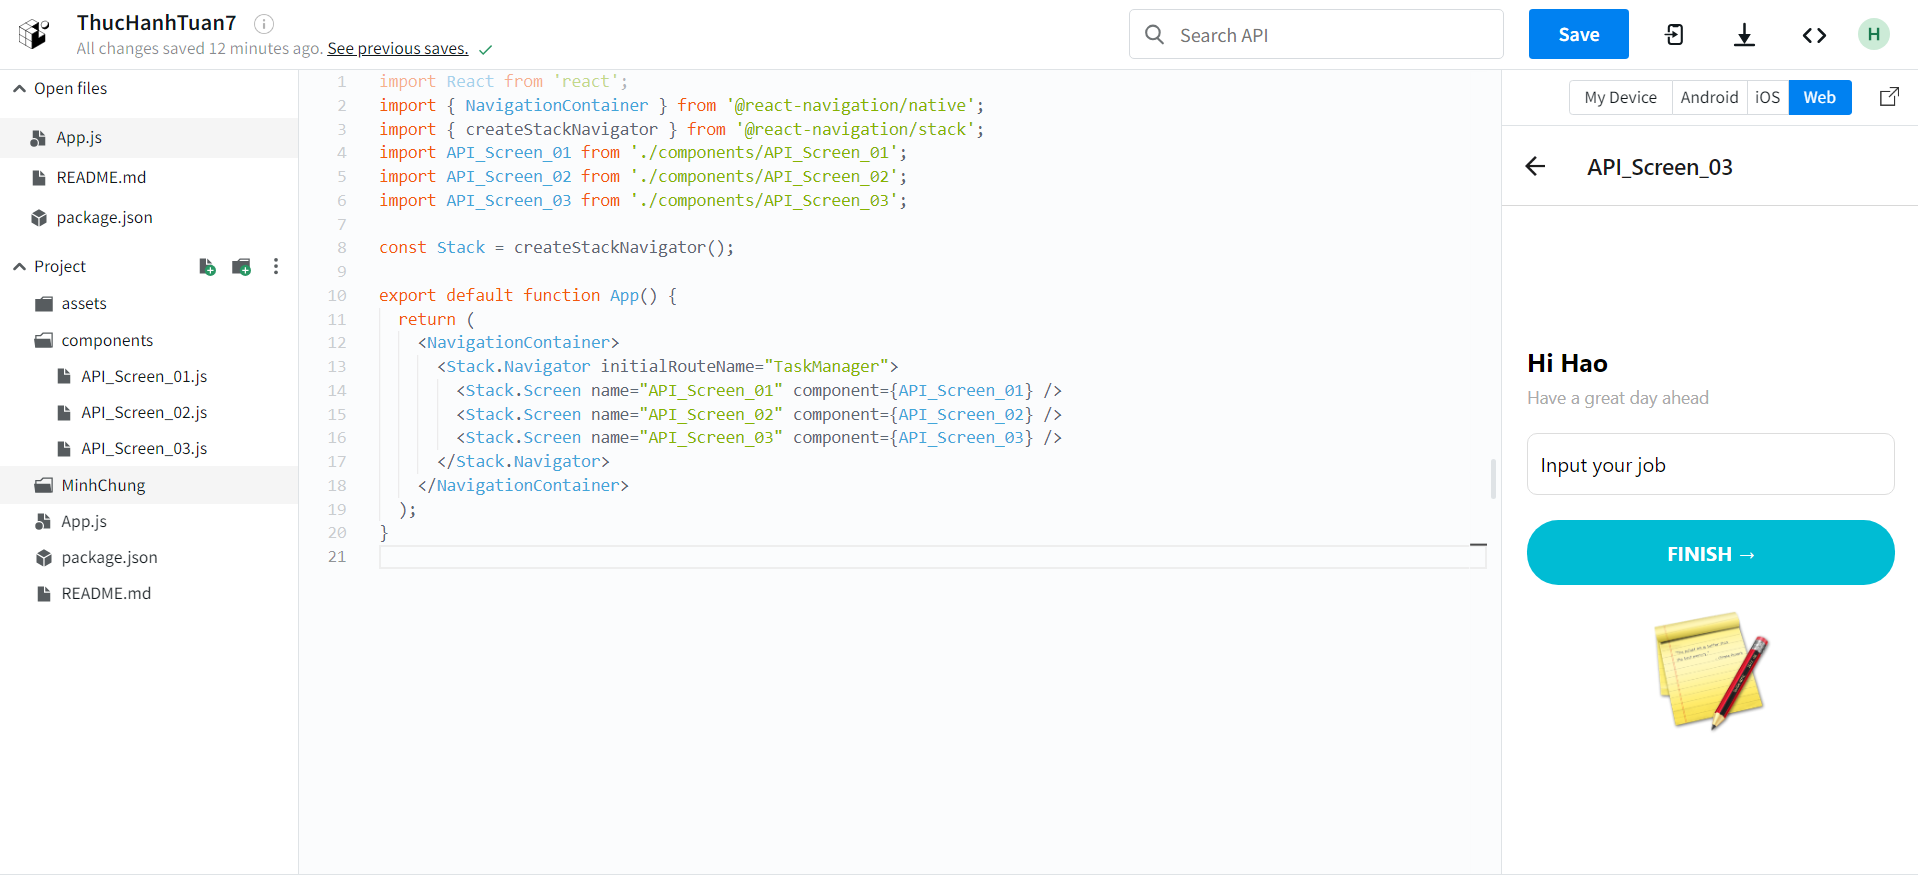 ThucHanhTuan7
All changes saved 12 minutes ago. See previous saves.
Search API
Save
H
Open files
App.js
README.md
package.json
Project
assets
components
API_Screen_01.js
API_Screen_02.js
API_Screen_03.js
MinhChung
App.js
package.json
README.md
1 import React from 'react';
2 import { NavigationContainer } from '@react-navigation/native';
3 import { createStackNavigator } from '@react-navigation/stack';
4 import API_Screen_01 from './components/API_Screen_01';
5 import API_Screen_02 from './components/API_Screen_02';
6 import API_Screen_03 from './components/API_Screen_03';
7
8 const Stack = createStackNavigator();
9
10 export default function App() {
11 return (
12 <NavigationContainer>
13 <Stack.Navigator initialRouteName="TaskManager">
14 <Stack.Screen name="API_Screen_01" component={API_Screen_01} />
15 <Stack.Screen name="API_Screen_02" component={API_Screen_02} />
16 <Stack.Screen name="API_Screen_03" component={API_Screen_03} />
17 </Stack.Navigator>
18 </NavigationContainer>
19 );
20 }
21
My Device Android iOS Web
API_Screen_03
Hi Hao
Have a great day ahead
Input your job
FINISH →